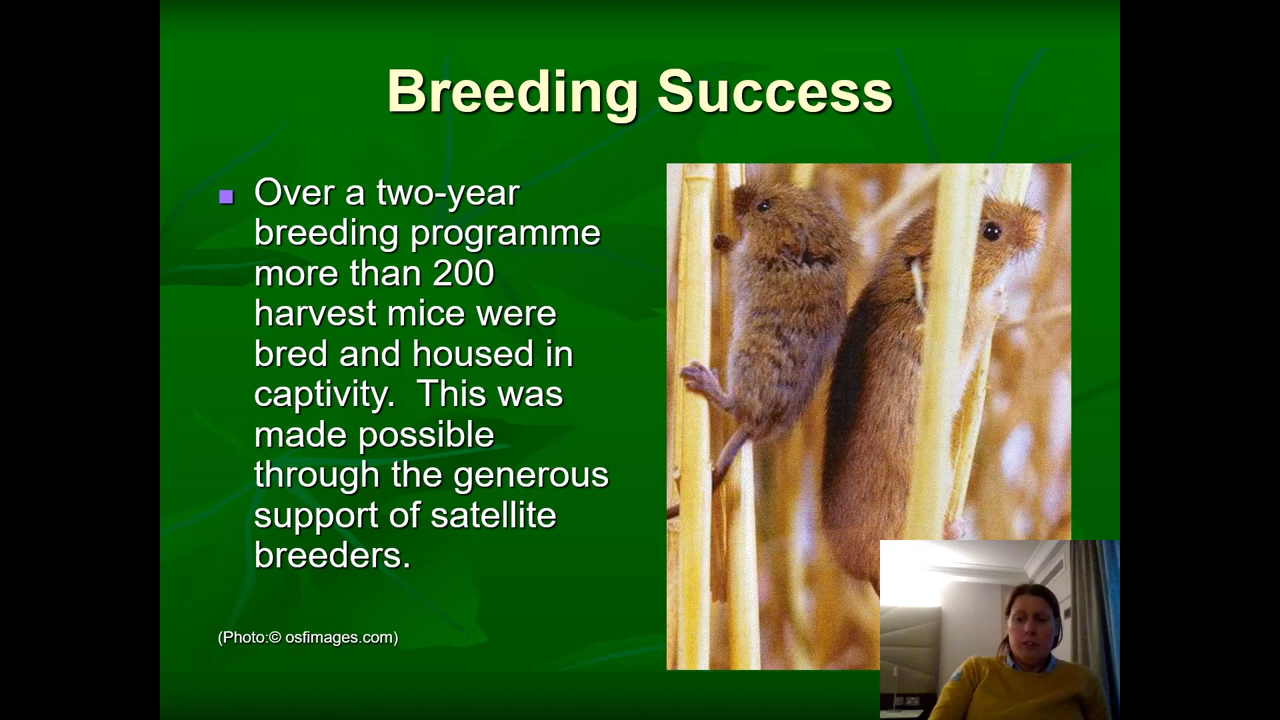 Breeding Success
Over a two-year
breeding programme
more than 200
harvest mice were
bred and housed in
captivity.  This was
made possible
through the generous
support of satellite
breeders.
(Photo:© osfimages.com)